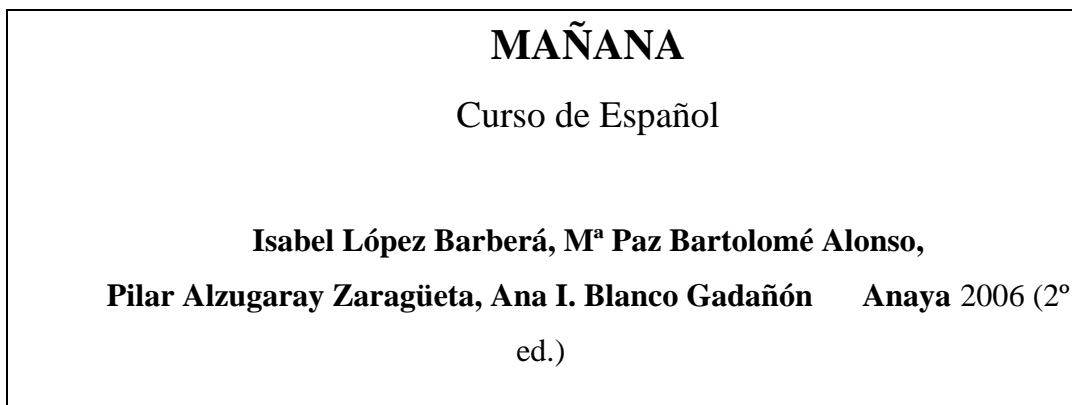 MAÑANA
Curso de Español
Isabel López Barberá, Mª Paz Bartolomé Alonso,
Pilar Alzugaray Zaragüeta, Ana I. Blanco Gadañón Anaya 2006 (2º
ed.)